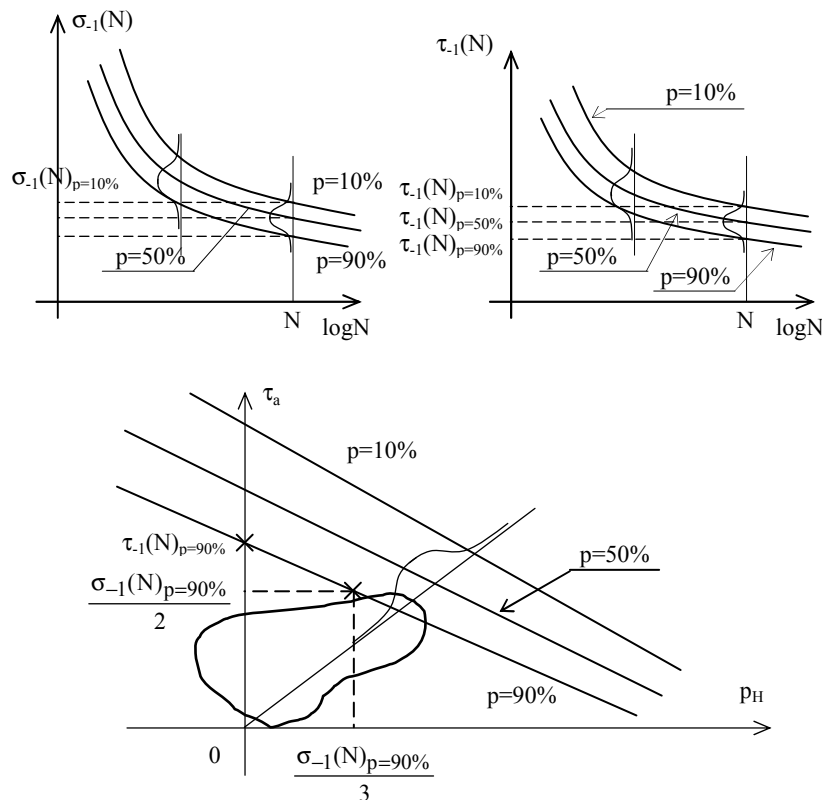 σ-1(N)
p=10%
p=50%
p=90%
σ-1(N)p=10%
N
logN
τ-1(N)
p=10%
τ-1(N)p=10%
τ-1(N)p=50%
τ-1(N)p=90%
p=50%
p=90%
N
logN
τa
p=10%
p=50%
p=90%
τ-1(N)p=90%
σ−1(N)p=90%
2
pH
0
σ−1(N)p=90%
3